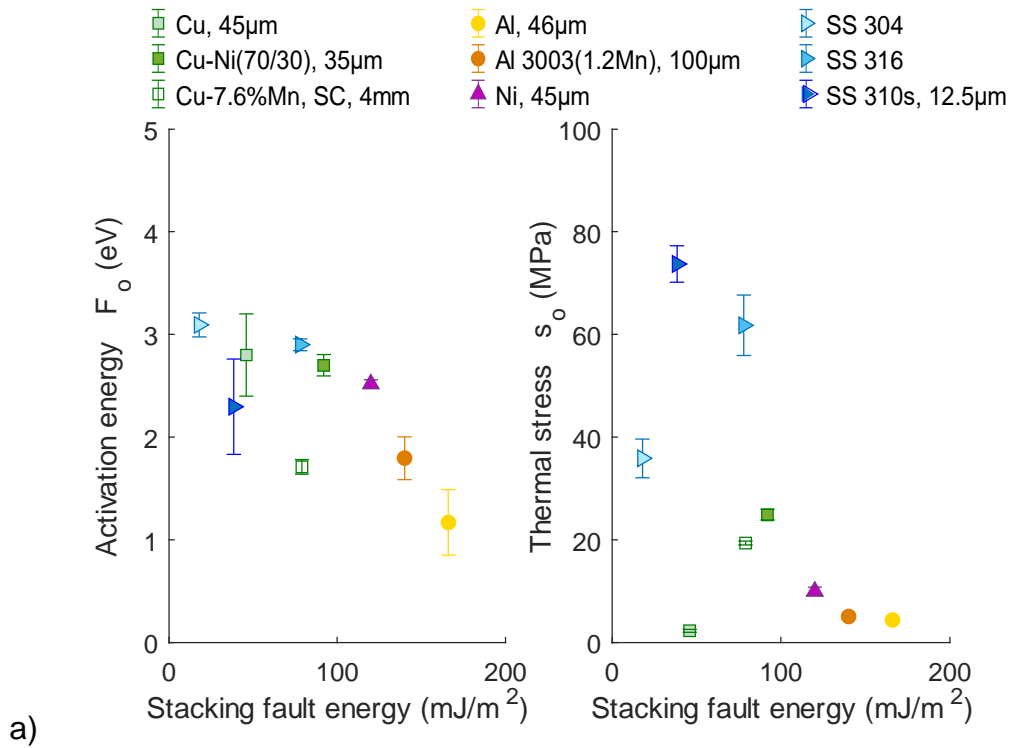 Cu, 45µm
Cu-Ni(70/30), 35µm
Cu-7.6%Mn, SC, 4mm
Al, 46µm
Al 3003(1.2Mn), 100µm
Ni, 45µm
SS 304
SS 316
SS 310s, 12.5µm
Activation energy F o (eV)
5
4
3
2
1
0
0
100
200
Stacking fault energy (mJ/m 2)
Thermal stress s o (MPa)
100
80
60
40
20
0
0
100
200
Stacking fault energy (mJ/m 2)
a)